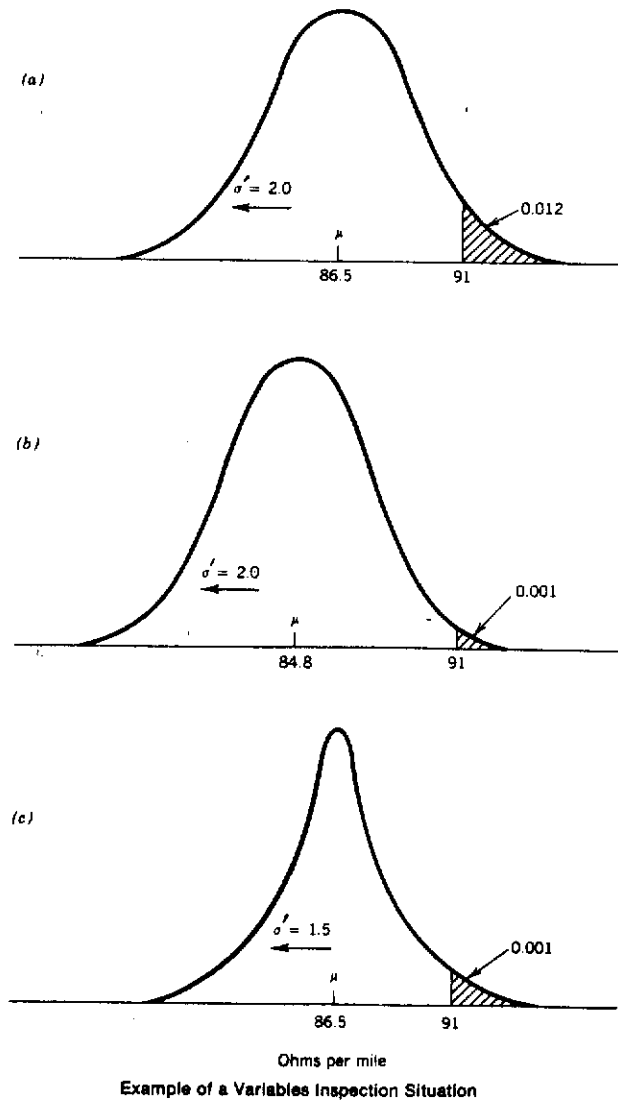 (a)
σ' = 2.0
0.012
μ
86.5
91
(b)
σ' = 2.0
0.001
μ
84.8
91
(c)
σ' = 1.5
0.001
μ
86.5
91
Ohms per mile
Example of a Variables Inspection Situation